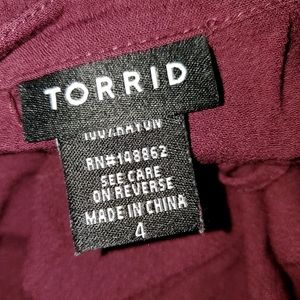 TORRID
100% RAYON
RN#148862
SEE CARE
ON REVERSE
MADE IN CHINA
4